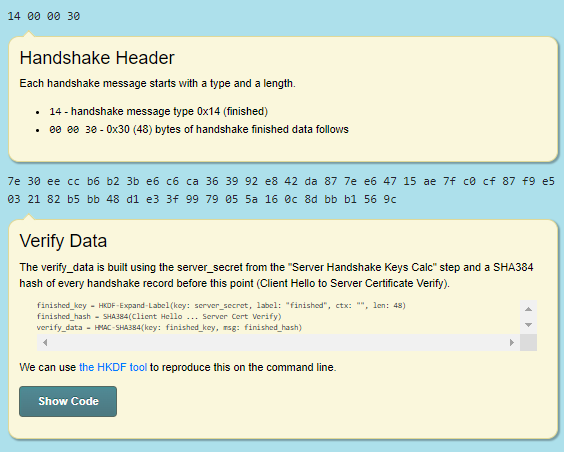 14 00 00 30
Handshake Header
Each handshake message starts with a type and a length.
• 14 - handshake message type 0x14 (finished)
• 00 00 30 - 0x30 (48) bytes of handshake finished data follows
7e 30 ee cc b6 b2 3b e6 c6 ca 36 39 92 e8 42 da 87 7e e6 47 15 ae 7f c0 cf 87 f9 e5
03 21 82 b5 bb 48 d1 e3 3f 99 79 05 5a 16 0c 8d bb b1 56 9c
Verify Data
The verify_data is built using the server_secret from the "Server Handshake Keys Calc" step and a SHA384
hash of every handshake record before this point (Client Hello to Server Certificate Verify).
finished_key = HKDF-Expand-Label(key: server_secret, label: "finished", ctx: "", len: 48)
finished_hash = SHA384(Client Hello ... Server Cert Verify)
verify_data = HMAC-SHA384(key: finished_key, msg: finished_hash)
We can use the HKDF tool to reproduce this on the command line.
Show Code